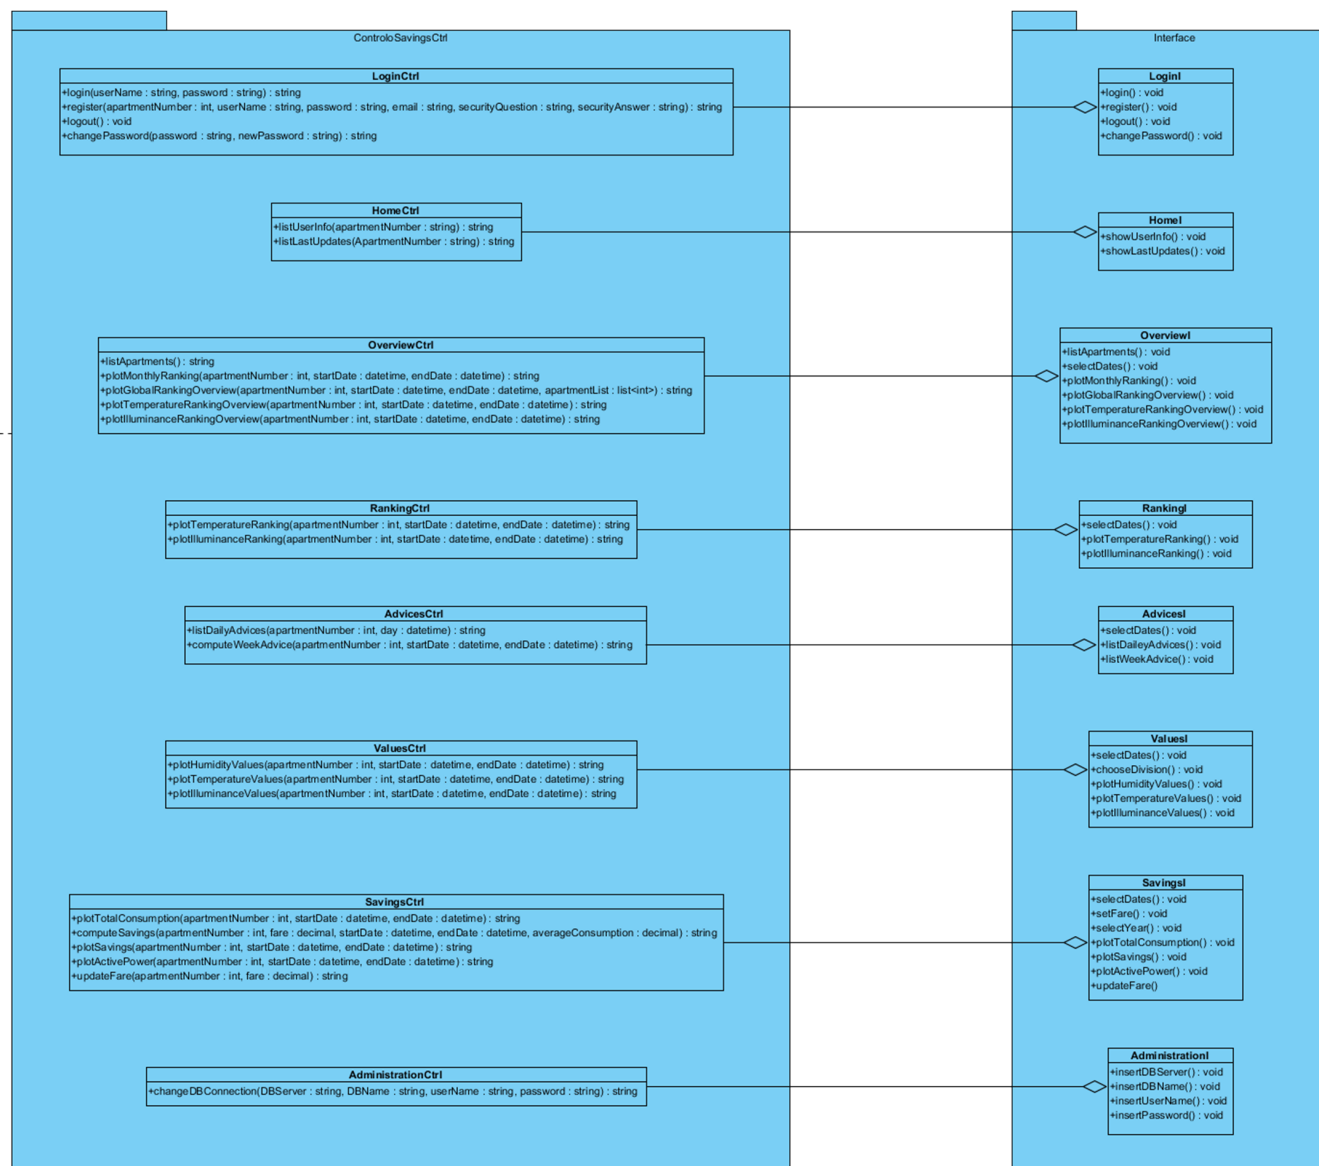 ControloSavingsCtrl
LoginCtrl
+login(userName : string, password : string) : string
+register(apartmentNumber : int, userName : string, password : string, email : string, securityQuestion : string, securityAnswer : string) : string
+logout() : void
+changePassword(password : string, newPassword : string) : string
HomeCtrl
+listUserInfo(apartmentNumber : string) : string
+listLastUpdates(ApartmentNumber : string) : string
OverviewCtrl
+listApartments() : string
+plotMonthlyRanking(apartmentNumber : int, startDate : datetime, endDate : datetime) : string
+plotGlobalRankingOverview(apartmentNumber : int, startDate : datetime, endDate : datetime, apartmentList : list<int>) : string
+plotTemperatureRankingOverview(apartmentNumber : int, startDate : datetime, endDate : datetime) : string
+plotIlluminanceRankingOverview(apartmentNumber : int, startDate : datetime, endDate : datetime) : string
RankingCtrl
+plotTemperatureRanking(apartmentNumber : int, startDate : datetime, endDate : datetime) : string
+plotIlluminanceRanking(apartmentNumber : int, startDate : datetime, endDate : datetime) : string
AdvicesCtrl
+listDailyAdvices(apartmentNumber : int, day : datetime) : string
+computeWeekAdvice(apartmentNumber : int, startDate : datetime, endDate : datetime) : string
ValuesCtrl
+plotHumidityValues(apartmentNumber : int, startDate : datetime, endDate : datetime) : string
+plotTemperatureValues(apartmentNumber : int, startDate : datetime, endDate : datetime) : string
+plotIlluminanceValues(apartmentNumber : int, startDate : datetime, endDate : datetime) : string
SavingsCtrl
+plotTotalConsumption(apartmentNumber : int, startDate : datetime, endDate : datetime) : string
+computeSavings(apartmentNumber : int, fare : decimal, startDate : datetime, endDate : datetime, averageConsumption : decimal) : string
+plotSavings(apartmentNumber : int, startDate : datetime, endDate : datetime) : string
+plotActivePower(apartmentNumber : int, startDate : datetime, endDate : datetime) : string
+updateFare(apartmentNumber : int, fare : decimal) : string
AdministrationCtrl
+changeDBConnection(DBServer : string, DBName : string, userName : string, password : string) : string
Interface
LoginI
+login() : void
+register() : void
+logout() : void
+changePassword() : void
HomeI
+showUserInfo() : void
+showLastUpdates() : void
OverviewI
+listApartments() : void
+selectDates() : void
+plotMonthlyRanking() : void
+plotGlobalRankingOverview() : void
+plotTemperatureRankingOverview() : void
+plotIlluminanceRankingOverview() : void
RankingI
+selectDates() : void
+plotTemperatureRanking() : void
+plotIlluminanceRanking() : void
AdvicesI
+selectDates() : void
+listDaileyAdvices() : void
+listWeekAdvice() : void
ValuesI
+selectDates() : void
+chooseDivision() : void
+plotHumidityValues() : void
+plotTemperatureValues() : void
+plotIlluminanceValues() : void
SavingsI
+selectDates() : void
+setFare() : void
+selectYear() : void
+plotTotalConsumption() : void
+plotSavings() : void
+plotActivePower() : void
+updateFare()
AdministrationI
+insertDBServer() : void
+insertDBName() : void
+insertUserName() : void
+insertPassword() : void